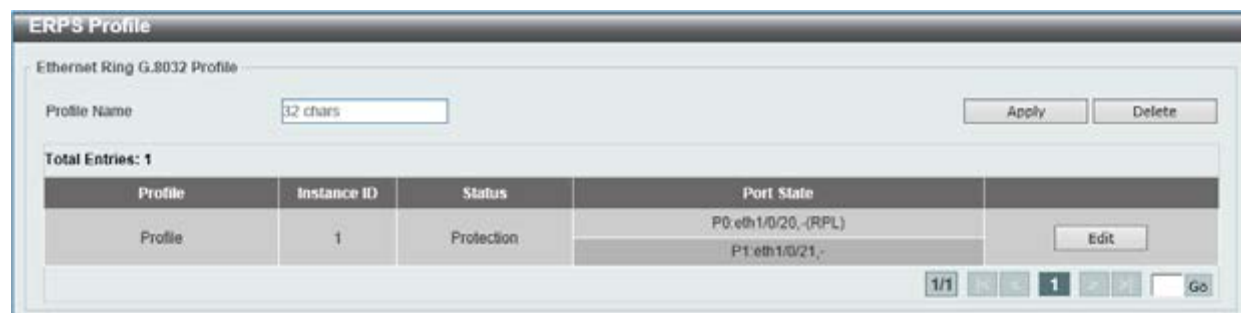 ERPS Profile
Ethernet Ring G.8032 Profile
Profile Name 32 chars Apply Delete
Total Entries: 1
Profile Instance ID Status Port State
Profile 1 Protection P0:eth1/0/20,-(RPL) Edit
P1:eth1/0/21,-
1/1 |< < 1 > >| Go